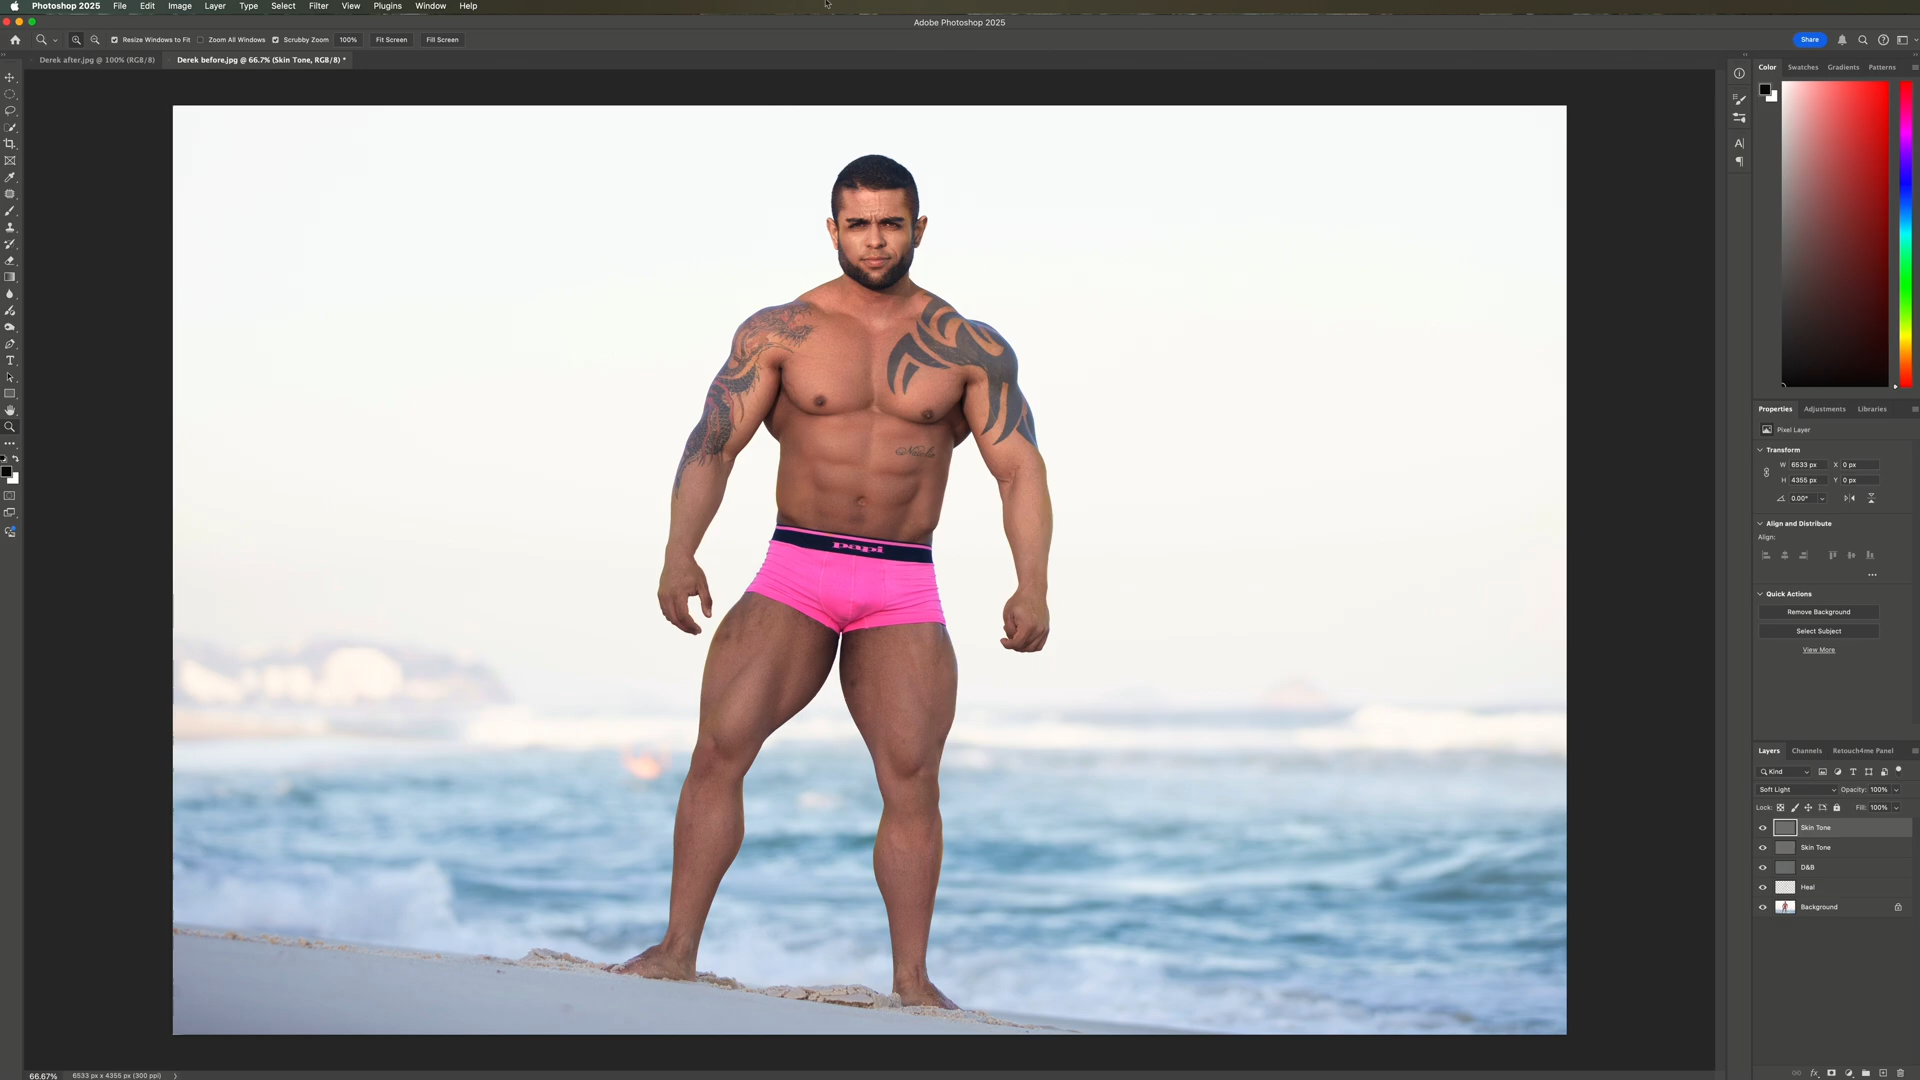 Photoshop 2025 File Edit Image Layer Type Select Filter View Plugins Window Help
Adobe Photoshop 2025
Resize Windows to Fit Zoom All Windows Scrubby Zoom 100% Fit Screen Fill Screen Share
Derek after.jpg @ 100% (RGB/8) Derek before.jpg @ 66.7% (Skin Tone, RGB/8) *
Color Swatches Gradients Patterns
papi
Properties Adjustments Libraries
Pixel Layer
Transform
W 6533 px X 0 px
H 4355 px Y 0 px
0.00°
Align and Distribute
Align:
Quick Actions
Remove Background
Select Subject
View More
Layers Channels Retouch4me Panel
Kind
Soft Light Opacity: 100%
Lock: Fill: 100%
Skin Tone
Skin Tone
D&B
Heal
Background
66.67% 6533 px x 4355 px (300 ppi)